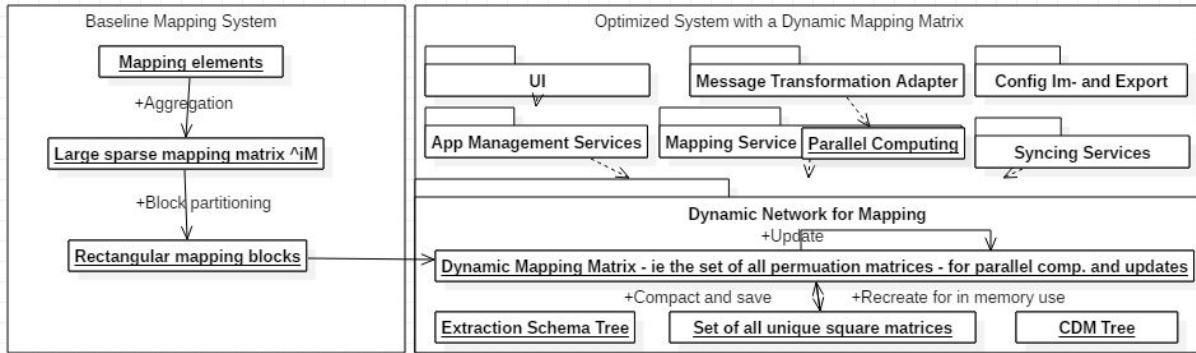 Baseline Mapping System
Mapping elements
+Aggregation
Large sparse mapping matrix ^iM
+Block partitioning
Rectangular mapping blocks
Optimized System with a Dynamic Mapping Matrix
UI
Message Transformation Adapter
Config Im- and Export
App Management Services
Mapping Service
Parallel Computing
Syncing Services
Dynamic Network for Mapping
+Update
Dynamic Mapping Matrix - ie the set of all permuation matrices - for parallel comp. and updates
+Compact and save
+Recreate for in memory use
Extraction Schema Tree
Set of all unique square matrices
CDM Tree